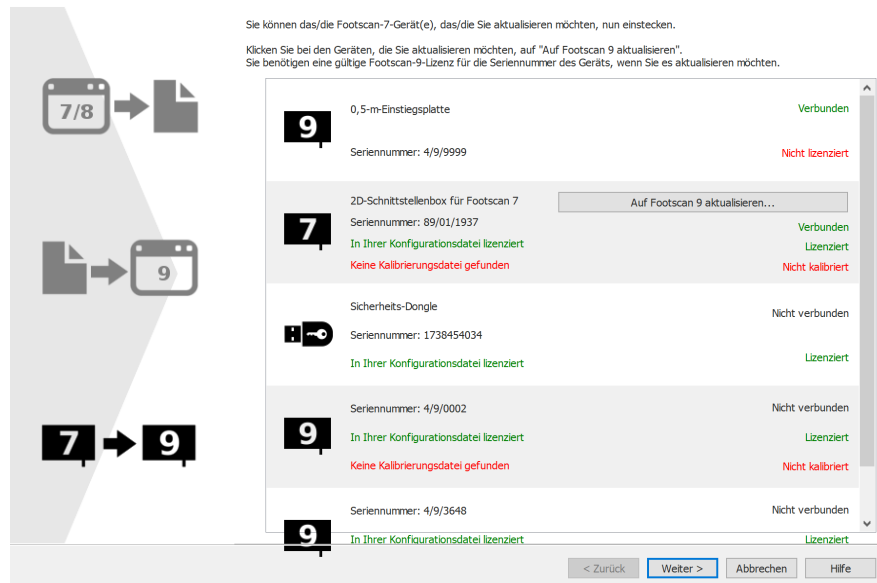 Sie können das/die Footscan-7-Gerät(e), das/die Sie aktualisieren möchten, nun einstecken.
Klicken Sie bei den Geräten, die Sie aktualisieren möchten, auf "Auf Footscan 9 aktualisieren".
Sie benötigen eine gültige Footscan-9-Lizenz für die Seriennummer des Geräts, wenn Sie es aktualisieren möchten.
7/8
9
7 9
9
0,5-m-Einstiegsplatte
Verbunden
Seriennummer: 4/9/9999
Nicht lizenziert
7
2D-Schnittstellenbox für Footscan 7
Auf Footscan 9 aktualisieren...
Seriennummer: 89/01/1937
Verbunden
In Ihrer Konfigurationsdatei lizenziert
Lizenziert
Keine Kalibrierungsdatei gefunden
Nicht kalibriert
Sicherheits-Dongle
Nicht verbunden
Seriennummer: 1738454034
In Ihrer Konfigurationsdatei lizenziert
Lizenziert
9
Seriennummer: 4/9/0002
Nicht verbunden
In Ihrer Konfigurationsdatei lizenziert
Lizenziert
Keine Kalibrierungsdatei gefunden
Nicht kalibriert
9
Seriennummer: 4/9/3648
Nicht verbunden
In Ihrer Konfigurationsdatei lizenziert
Lizenziert
< Zurück
Weiter >
Abbrechen
Hilfe